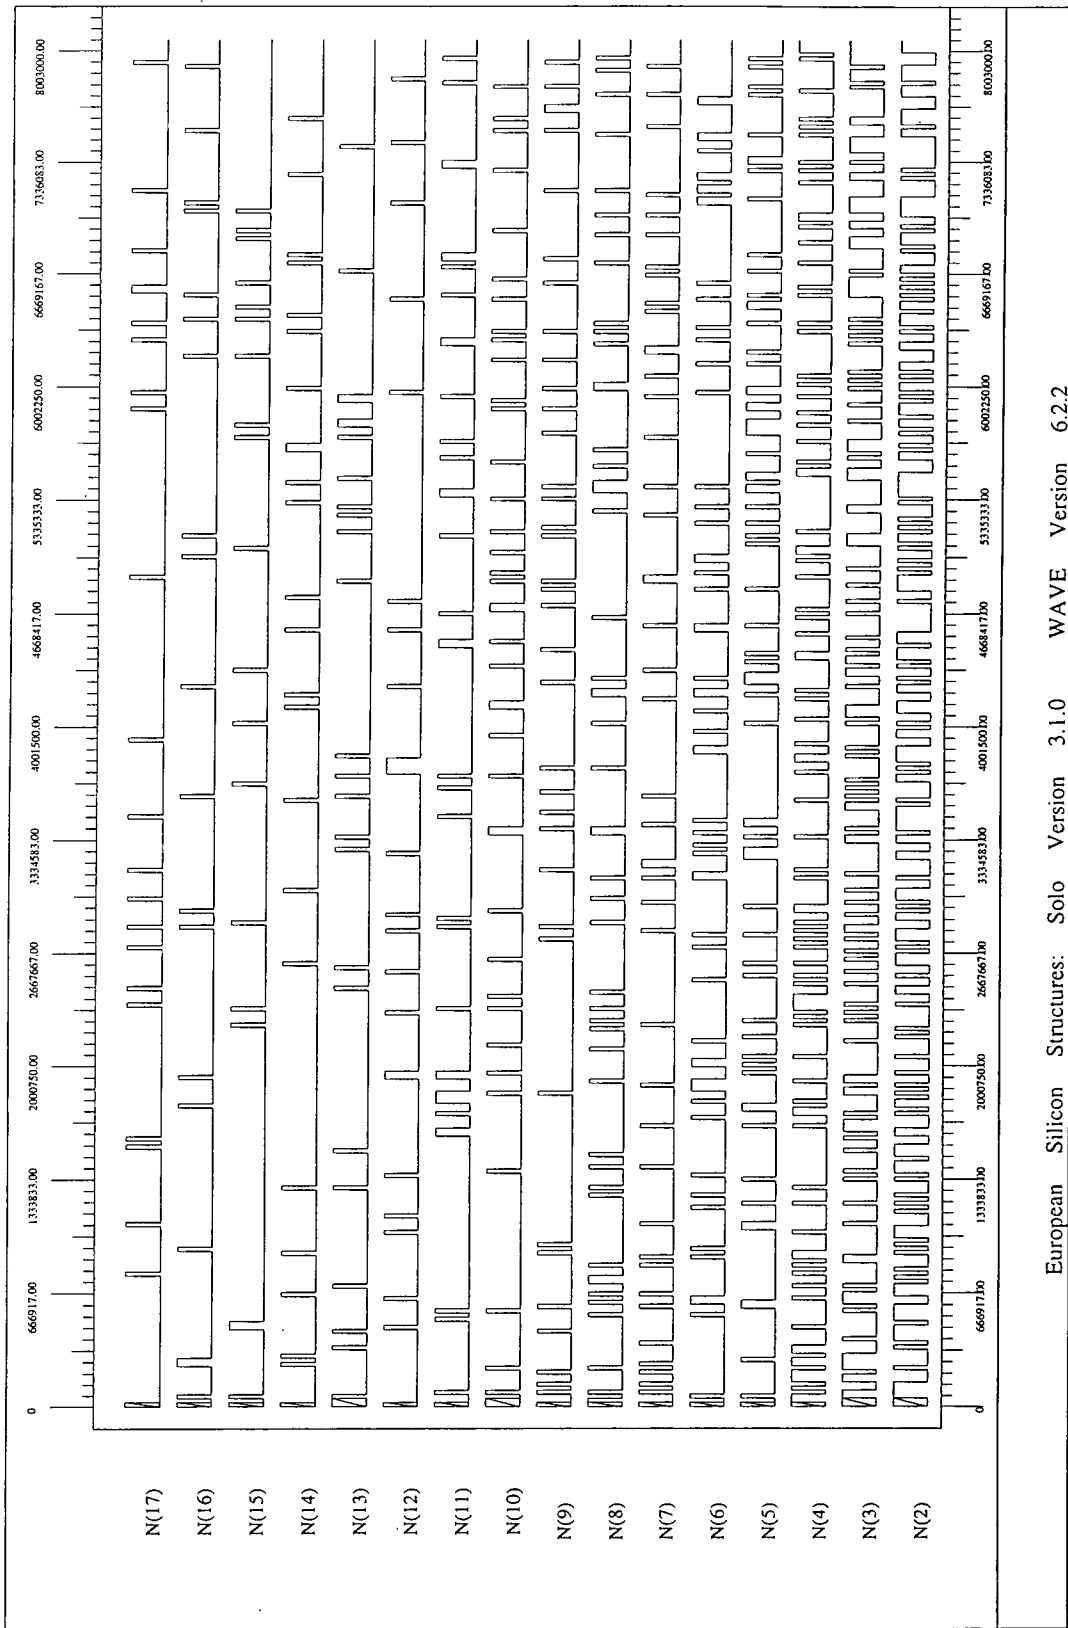 0 666917.00 1333833.00 2000750.00 2667667.00 3334583.00 4001500.00 4668417.00 5335333.00 6002250.00 6669167.00 7336083.00 8003000.00
N(17)
N(16)
N(15)
N(14)
N(13)
N(12)
N(11)
N(10)
N(9)
N(8)
N(7)
N(6)
N(5)
N(4)
N(3)
N(2)
0 666917.00 1333833.00 2000750.00 2667667.00 3334583.00 4001500.00 4668417.00 5335333.00 6002250.00 6669167.00 7336083.00 8003000.00
European Silicon Structures: Solo Version 3.1.0 WAVE Version 6.2.2